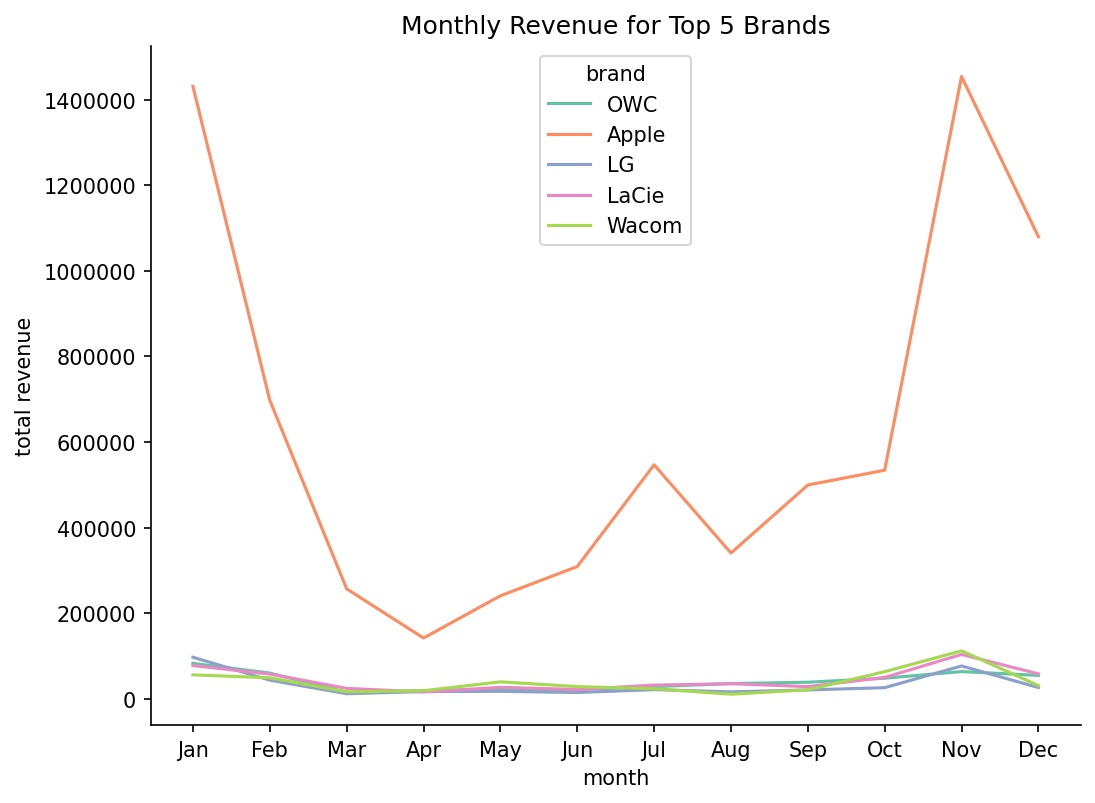 Monthly Revenue for Top 5 Brands
brand
OWC
Apple
LG
LaCie
Wacom
total revenue
1400000
1200000
1000000
800000
600000
400000
200000
0
Jan Feb Mar Apr May Jun Jul Aug Sep Oct Nov Dec
month